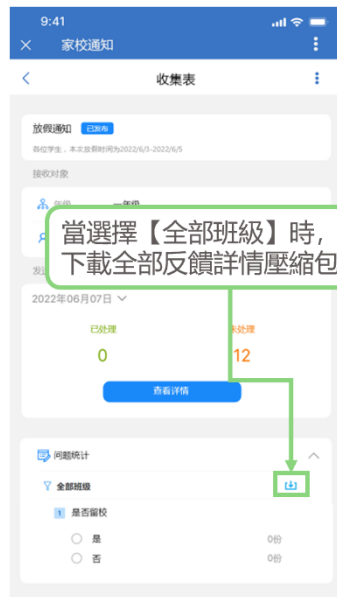 9:41
家校通知
收集表
放假通知 已发布
各位学生，本次放假时间为2022/6/3-2022/6/5
接收对象
年级 一年级
當選擇【全部班級】時，
下載全部反饋詳情壓縮包
2022年06月07日
已处理 未处理
0 12
查看详情
问题统计
全部班级
1 是否留校
是 0份
否 0份